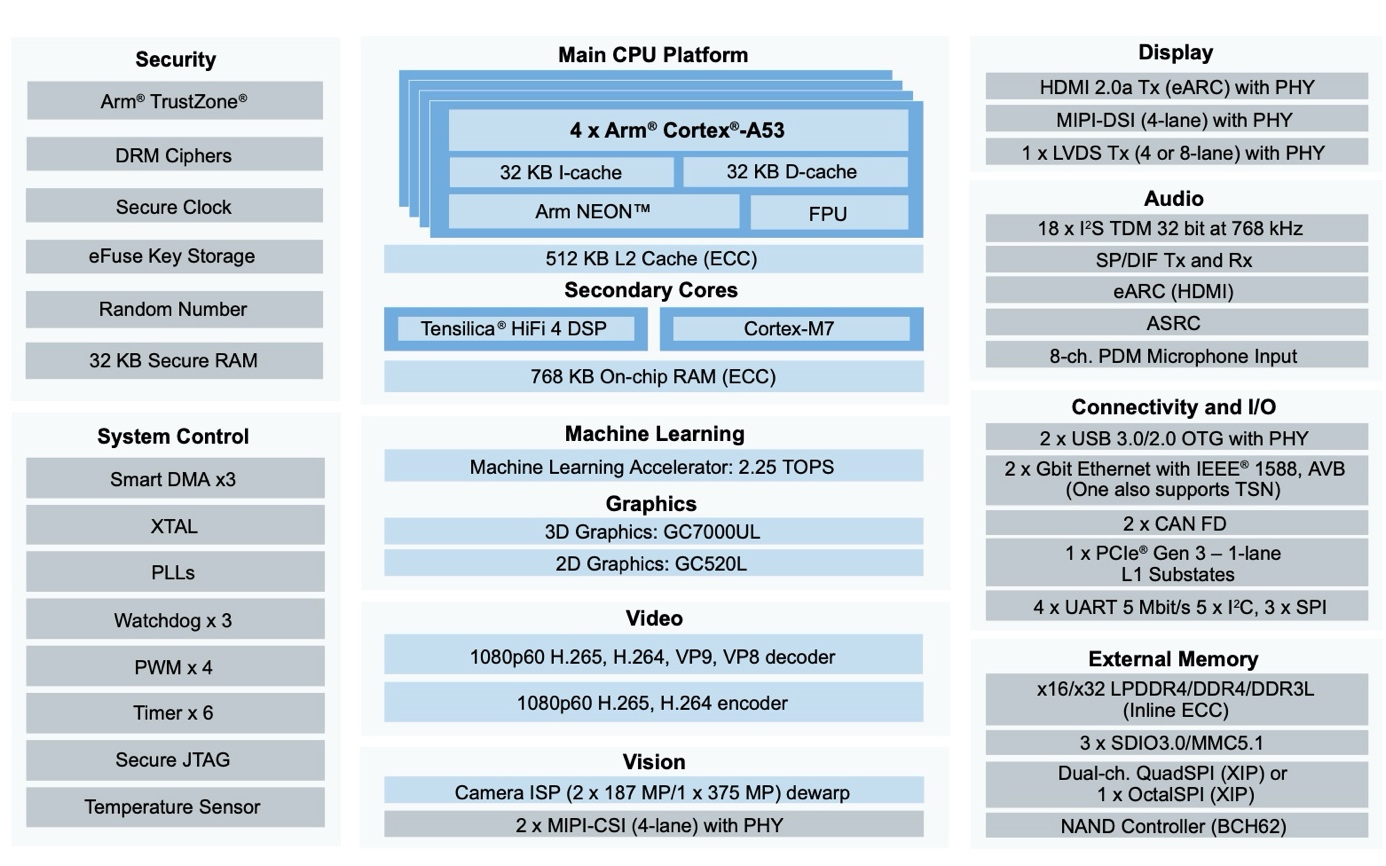 Security
Arm® TrustZone®
DRM Ciphers
Secure Clock
eFuse Key Storage
Random Number
32 KB Secure RAM
System Control
Smart DMA x3
XTAL
PLLs
Watchdog x 3
PWM x 4
Timer x 6
Secure JTAG
Temperature Sensor
Main CPU Platform
4 x Arm® Cortex®-A53
32 KB I-cache
32 KB D-cache
Arm NEON™
FPU
512 KB L2 Cache (ECC)
Secondary Cores
Tensilica® HiFi 4 DSP
Cortex-M7
768 KB On-chip RAM (ECC)
Machine Learning
Machine Learning Accelerator: 2.25 TOPS
Graphics
3D Graphics: GC7000UL
2D Graphics: GC520L
Video
1080p60 H.265, H.264, VP9, VP8 decoder
1080p60 H.265, H.264 encoder
Vision
Camera ISP (2 x 187 MP/1 x 375 MP) dewarp
2 x MIPI-CSI (4-lane) with PHY
Display
HDMI 2.0a Tx (eARC) with PHY
MIPI-DSI (4-lane) with PHY
1 x LVDS Tx (4 or 8-lane) with PHY
Audio
18 x I²S TDM 32 bit at 768 kHz
SP/DIF Tx and Rx
eARC (HDMI)
ASRC
8-ch. PDM Microphone Input
Connectivity and I/O
2 x USB 3.0/2.0 OTG with PHY
2 x Gbit Ethernet with IEEE® 1588, AVB
(One also supports TSN)
2 x CAN FD
1 x PCIe® Gen 3 – 1-lane
L1 Substates
4 x UART 5 Mbit/s 5 x I²C, 3 x SPI
External Memory
x16/x32 LPDDR4/DDR4/DDR3L
(Inline ECC)
3 x SDIO3.0/MMC5.1
Dual-ch. QuadSPI (XIP) or
1 x OctalSPI (XIP)
NAND Controller (BCH62)